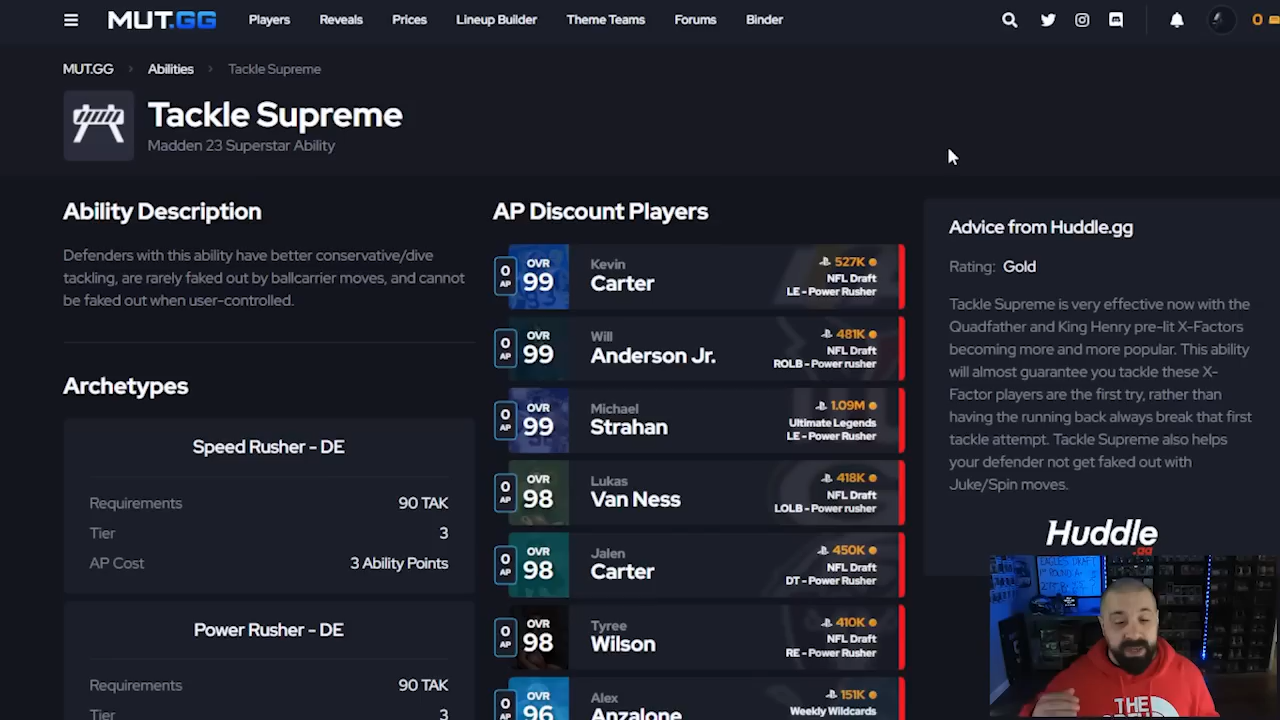 MUT.GG
Players
Reveals
Prices
Lineup Builder
Theme Teams
Forums
Binder
0
MUT.GG > Abilities > Tackle Supreme
Tackle Supreme
Madden 23 Superstar Ability
Ability Description
Defenders with this ability have better conservative/dive
tackling, are rarely faked out by ballcarrier moves, and cannot
be faked out when user-controlled.
Archetypes
Speed Rusher - DE
Requirements 90 TAK
Tier 3
AP Cost 3 Ability Points
Power Rusher - DE
Requirements 90 TAK
Tier 3
AP Discount Players
0 AP
OVR 99
Kevin
Carter
527K
NFL Draft
LE - Power Rusher
0 AP
OVR 99
Will
Anderson Jr.
481K
NFL Draft
ROLB - Power rusher
0 AP
OVR 99
Michael
Strahan
1.09M
Ultimate Legends
LE - Power Rusher
0 AP
OVR 98
Lukas
Van Ness
418K
NFL Draft
LOLB - Power rusher
0 AP
OVR 98
Jalen
Carter
450K
NFL Draft
DT - Power Rusher
0 AP
OVR 98
Tyree
Wilson
410K
NFL Draft
RE - Power Rusher
0 AP
OVR 96
Alex
Anzalone
151K
Weekly Wildcards
Advice from Huddle.gg
Rating: Gold
Tackle Supreme is very effective now with the
Quadfather and King Henry pre-lit X-Factors
becoming more and more popular. This ability
will almost guarantee you tackle these X-
Factor players are the first try, rather than
having the running back always break that first
tackle attempt. Tackle Supreme also helps
your defender not get faked out with
Juke/Spin moves.
Huddle
.gg
EAGLES DRAFT
THE